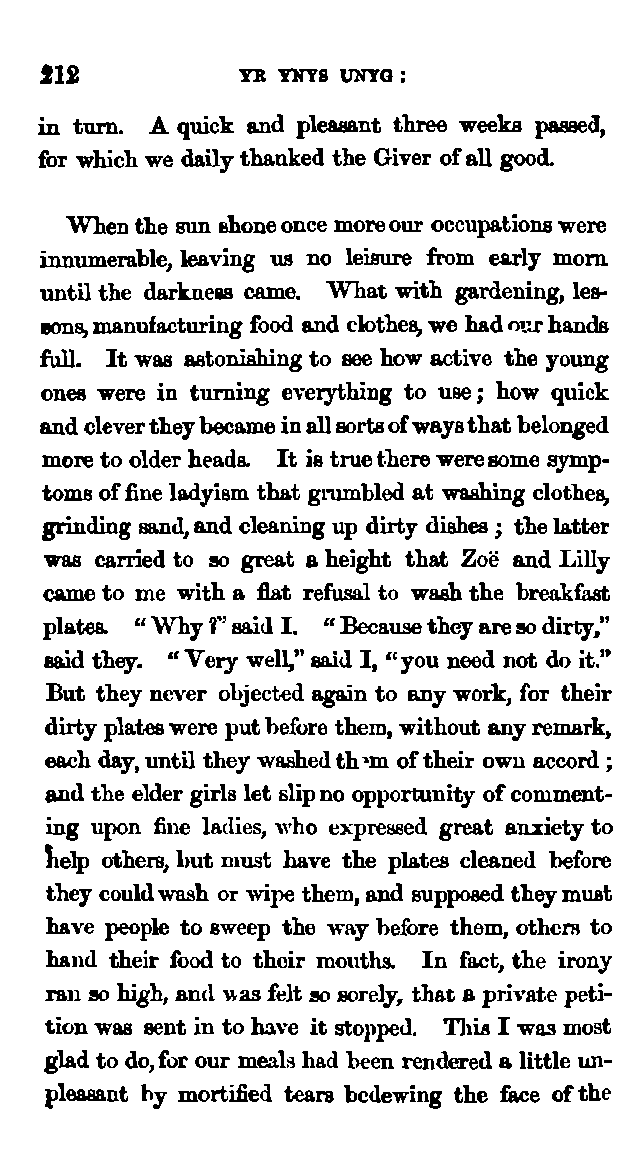 212 YR YNYS UNYG :
in turn. A quick and pleasant three weeks passed,
for which we daily thanked the Giver of all good.
When the sun shone once more our occupations were
innumerable, leaving us no leisure from early morn
until the darkness came. What with gardening, les-
sons, manufacturing food and clothes, we had our hands
full. It was astonishing to see how active the young
ones were in turning everything to use ; how quick
and clever they became in all sorts of ways that belonged
more to older heads. It is true there were some symp-
toms of fine ladyism that grumbled at washing clothes,
grinding sand, and cleaning up dirty dishes ; the latter
was carried to so great a height that Zoë and Lilly
came to me with a flat refusal to wash the breakfast
plates. “ Why ?” said I. “ Because they are so dirty,”
said they. “ Very well,” said I, “ you need not do it.”
But they never objected again to any work, for their
dirty plates were put before them, without any remark,
each day, until they washed them of their own accord ;
and the elder girls let slip no opportunity of comment-
ing upon fine ladies, who expressed great anxiety to
help others, but must have the plates cleaned before
they could wash or wipe them, and supposed they must
have people to sweep the way before them, others to
hand their food to their mouths. In fact, the irony
ran so high, and was felt so sorely, that a private peti-
tion was sent in to have it stopped. This I was most
glad to do, for our meals had been rendered a little un-
pleasant by mortified tears bedewing the face of the